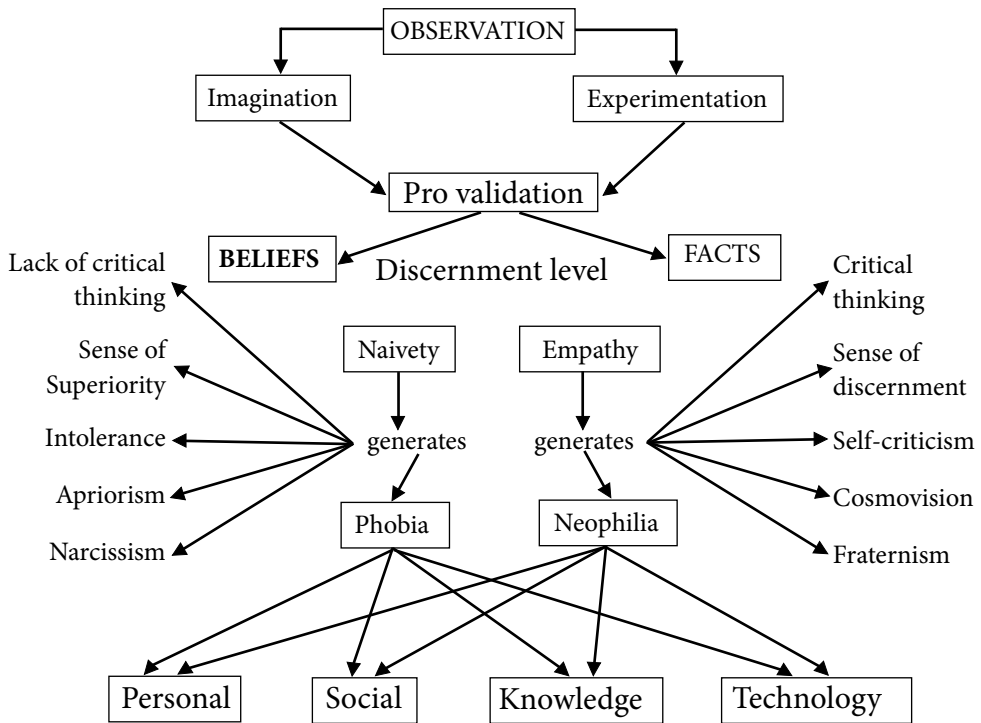 OBSERVATION
Imagination
Experimentation
Pro validation
BELIEFS
FACTS
Discernment level
Lack of critical
thinking
Critical
thinking
Naivety
Empathy
Sense of
Superiority
Sense of
discernment
Intolerance
generates
generates
Self-criticism
Apriorism
Cosmovision
Phobia
Neophilia
Narcissism
Fraternism
Personal
Social
Knowledge
Technology